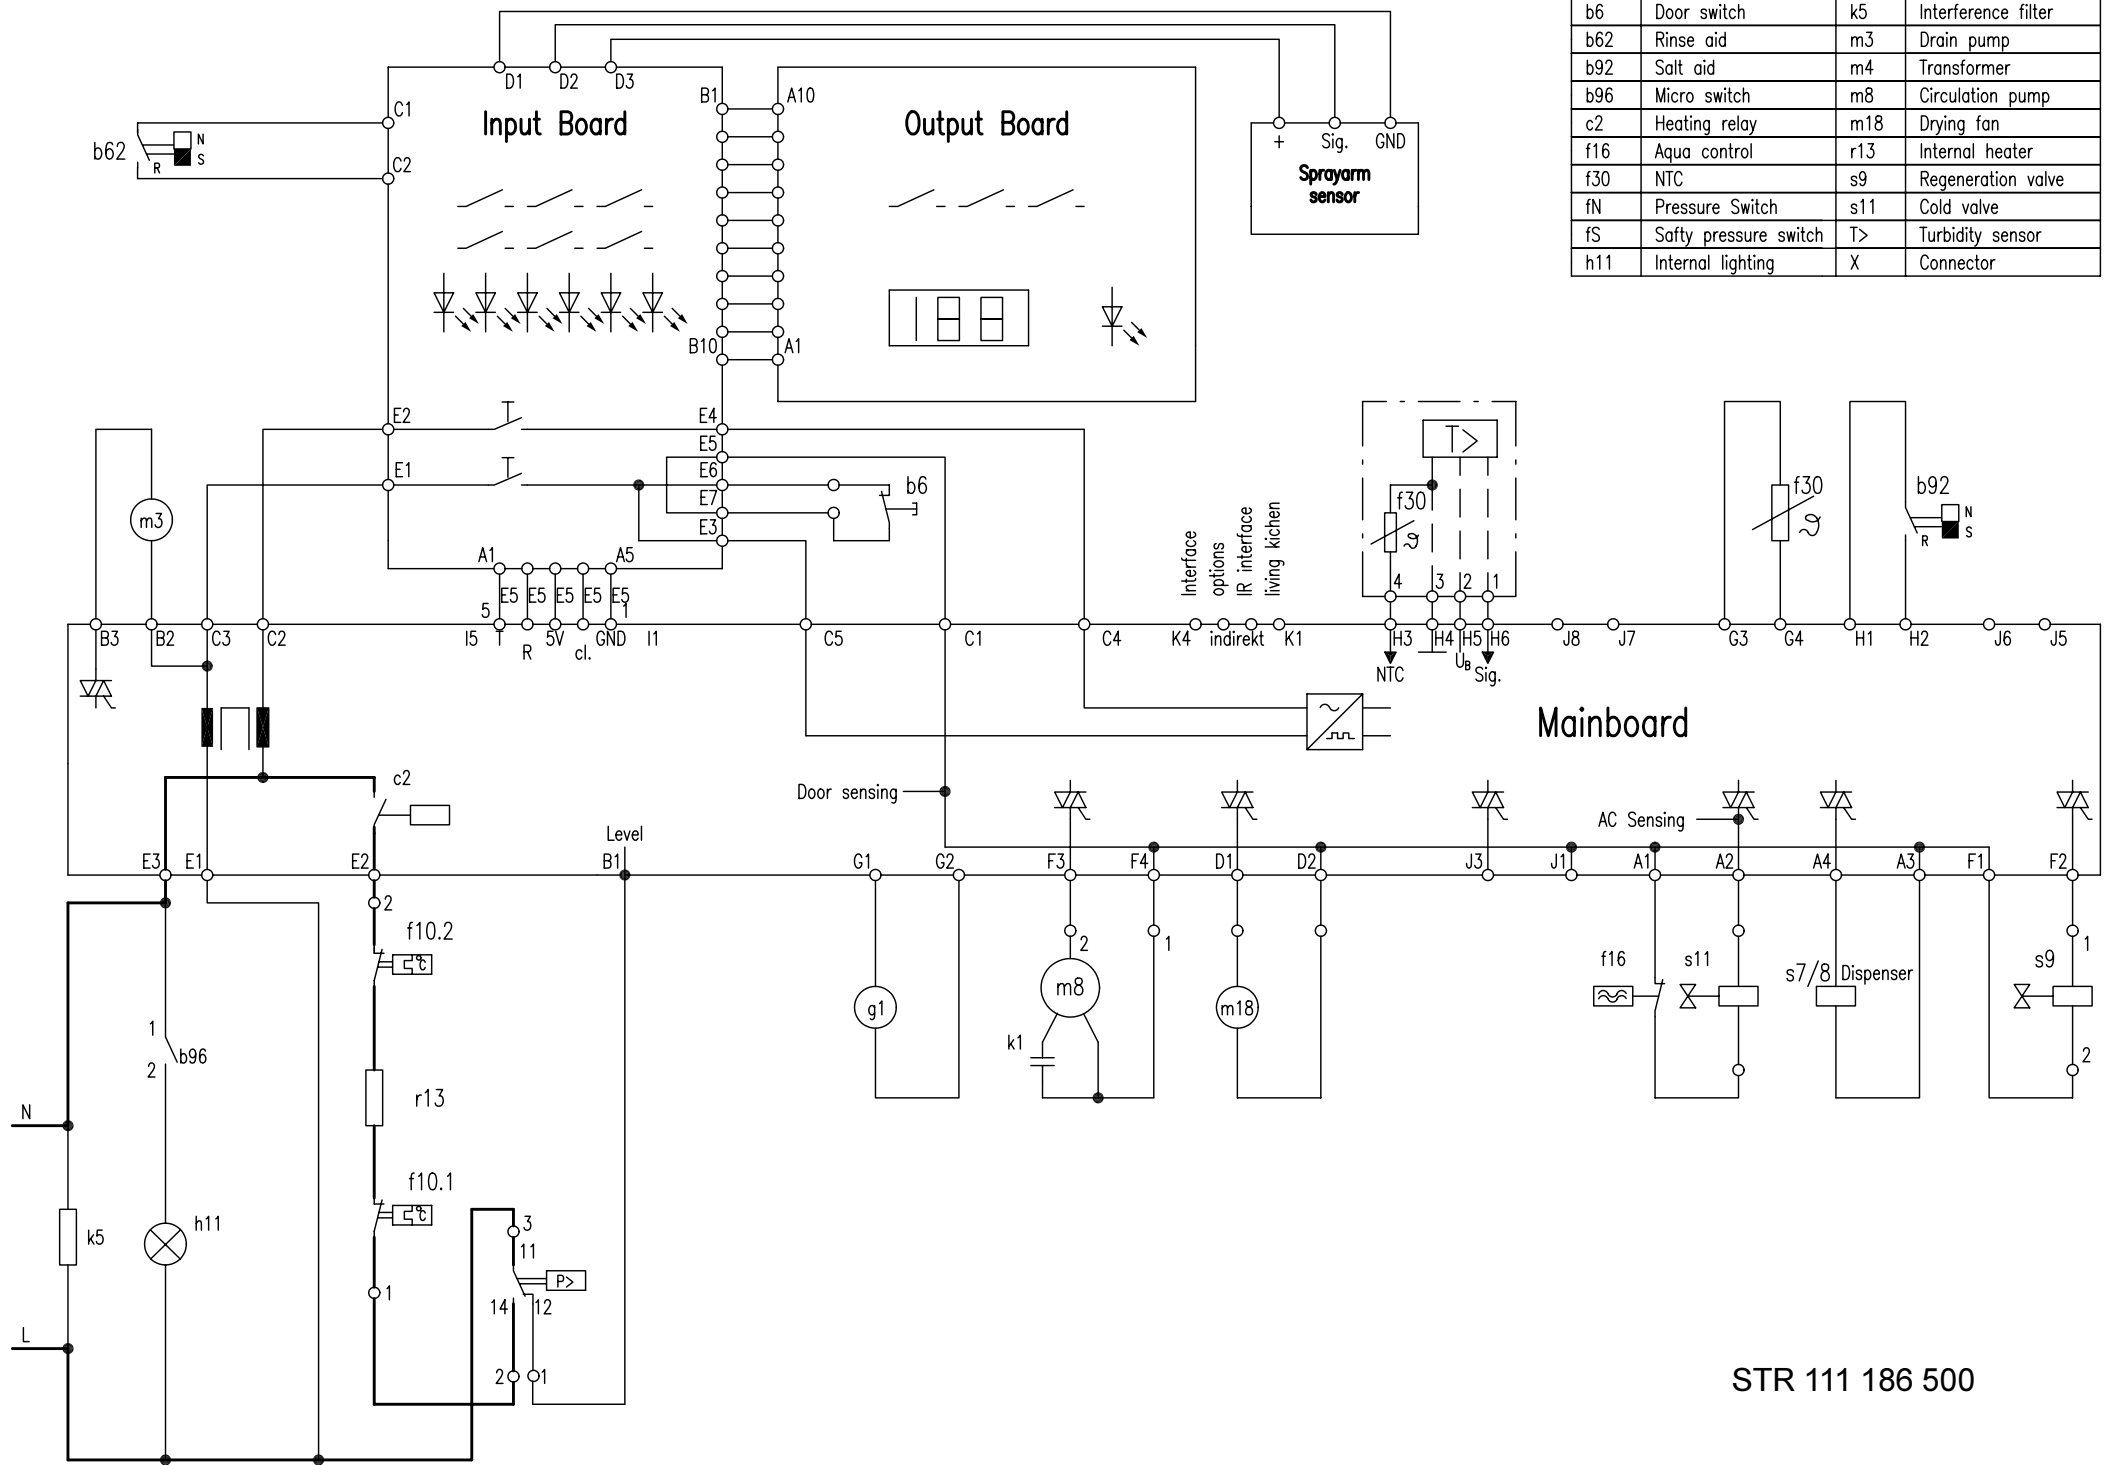 b6 Door switch k5 Interference filter
b62 Rinse aid m3 Drain pump
b92 Salt aid m4 Transformer
b96 Micro switch m8 Circulation pump
c2 Heating relay m18 Drying fan
f16 Aqua control r13 Internal heater
f30 NTC s9 Regeneration valve
fN Pressure Switch s11 Cold valve
fS Safty pressure switch T> Turbidity sensor
h11 Internal lighting X Connector
D1 D2 D3
C1 B1 A10
Input Board Output Board
b62 N
R S
C2
+ Sig. GND
Sprayarm
sensor
B10 A1
E2 E4
E5
E1 E6
E7
E3
b6
m3
A1 A5
E5 E5 E5 E5 E5
5 1
Interface
options
IR interface
living kichen
T>
f30
4 3 2 1
f30
b92 N
R S
B3 B2 C3 C2 I5 T R 5V cl. GND I1 C5 C1 C4 K4 indirekt K1 H3 H4 H5 H6 J8 J7 G3 G4 H1 H2 J6 J5
NTC UB Sig.
Mainboard
c2
Door sensing
AC Sensing
Level
E3 E1 E2 B1 G1 G2 F3 F4 D1 D2 J3 J1 A1 A2 A4 A3 F1 F2
2
f10.2
°C
2 1 1
f16 s11 s7/8 Dispenser s9
g1 m8 m18
k1
1
b96
2
2
r13
N
f10.1
°C
k5 h11
3
11
P>
1
14 12
L
2 1
STR 111 186 500